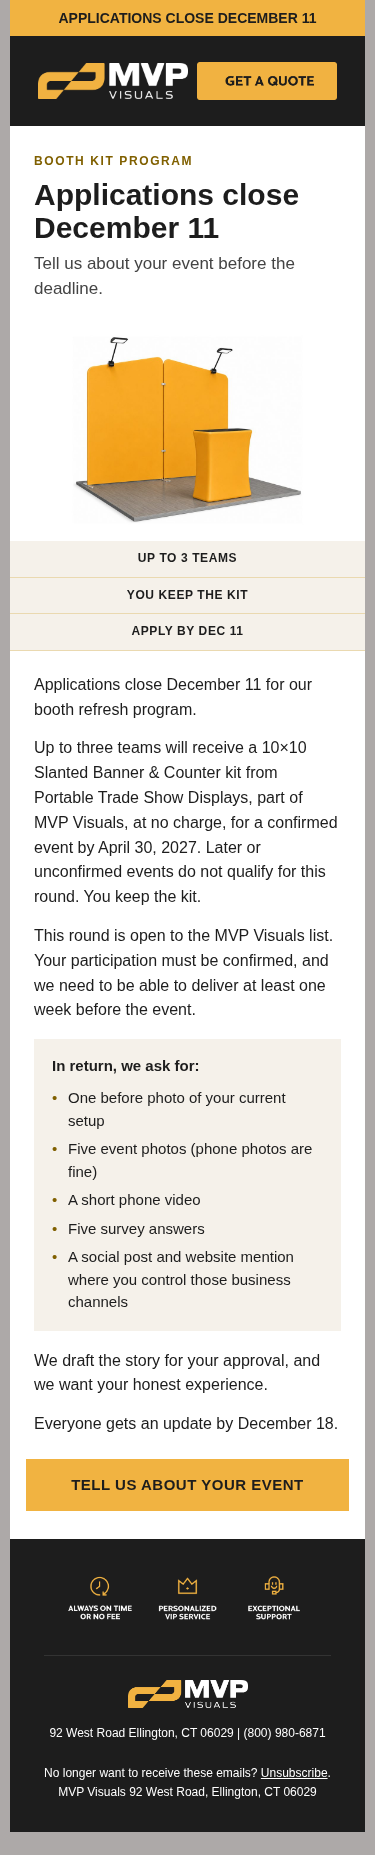 APPLICATIONS CLOSE DECEMBER 11
MVP
VISUALS
GET A QUOTE
BOOTH KIT PROGRAM
Applications close
December 11
Tell us about your event before the
deadline.
UP TO 3 TEAMS
YOU KEEP THE KIT
APPLY BY DEC 11
Applications close December 11 for our
booth refresh program.
Up to three teams will receive a 10×10
Slanted Banner & Counter kit from
Portable Trade Show Displays, part of
MVP Visuals, at no charge, for a confirmed
event by April 30, 2027. Later or
unconfirmed events do not qualify for this
round. You keep the kit.
This round is open to the MVP Visuals list.
Your participation must be confirmed, and
we need to be able to deliver at least one
week before the event.
In return, we ask for:
• One before photo of your current
setup
• Five event photos (phone photos are
fine)
• A short phone video
• Five survey answers
• A social post and website mention
where you control those business
channels
We draft the story for your approval, and
we want your honest experience.
Everyone gets an update by December 18.
TELL US ABOUT YOUR EVENT
ALWAYS ON TIME
OR NO FEE
PERSONALIZED
VIP SERVICE
EXCEPTIONAL
SUPPORT
MVP
VISUALS
92 West Road Ellington, CT 06029 | (800) 980-6871
No longer want to receive these emails? Unsubscribe.
MVP Visuals 92 West Road, Ellington, CT 06029